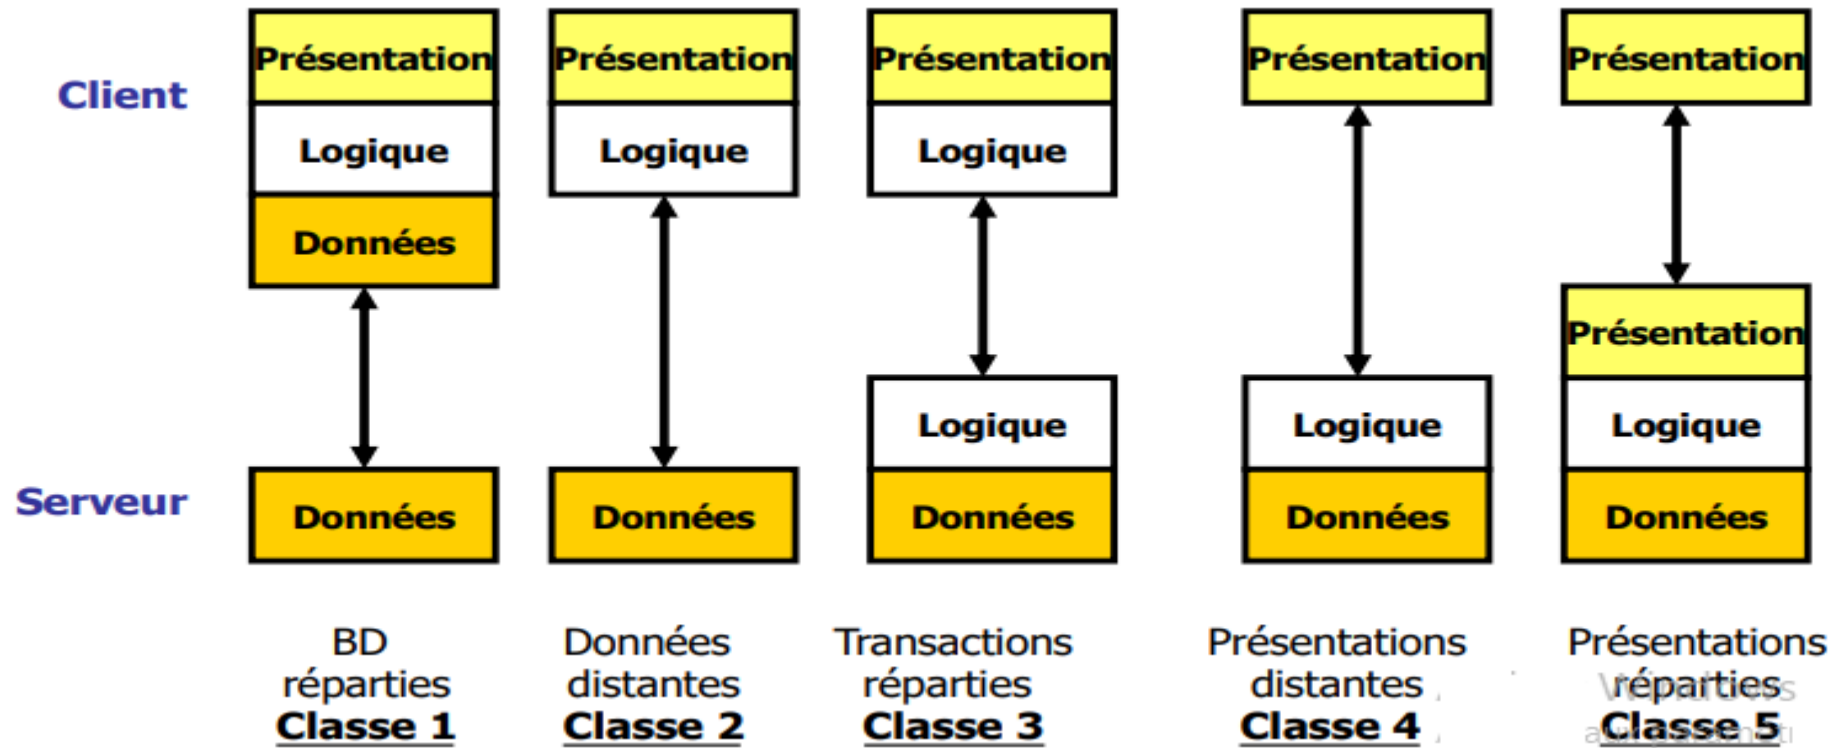 Client
Présentation
Logique
Données
Présentation
Logique
Présentation
Logique
Présentation
Présentation
Serveur
Données
Données
Logique
Données
Logique
Données
Présentation
Logique
Données
BD
réparties
Classe 1
Données
distantes
Classe 2
Transactions
réparties
Classe 3
Présentations
distantes
Classe 4
Présentations
réparties
Classe 5
Windows